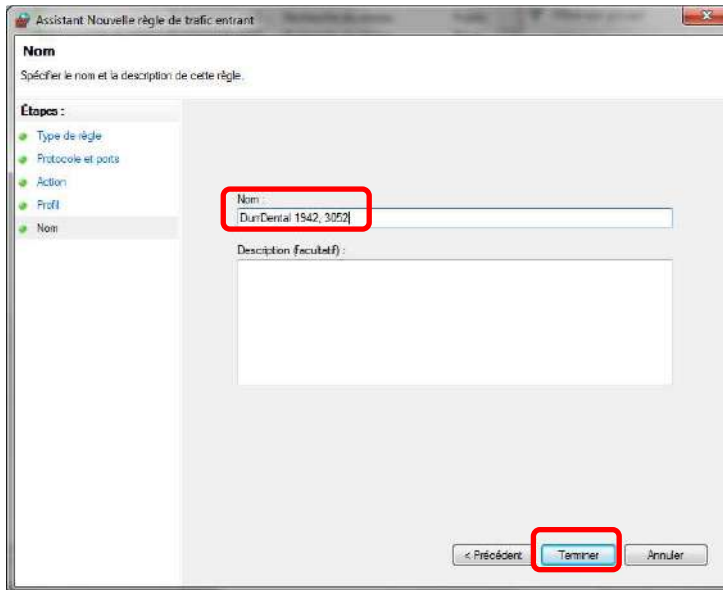 Assistant Nouvelle règle de trafic entrant
Nom
Spécifier le nom et la description de cette règle.
Étapes :
Type de règle
Protocole et ports
Action
Profil
Nom
Nom :
DurrDental 1942, 3052
Description (facultatif) :
< Précédent
Terminer
Annuler